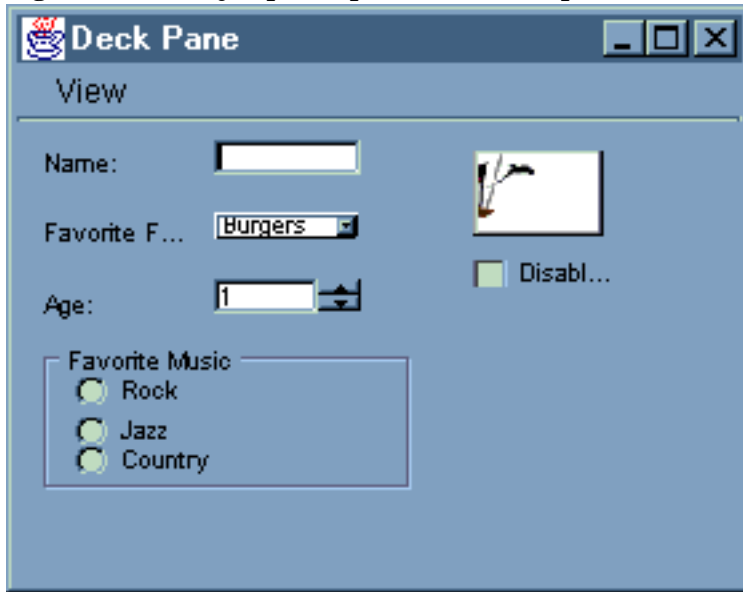 Deck Pane
View
Name:
Favorite F...
Burgers
Age:
1
Disabl...
Favorite Music
Rock
Jazz
Country